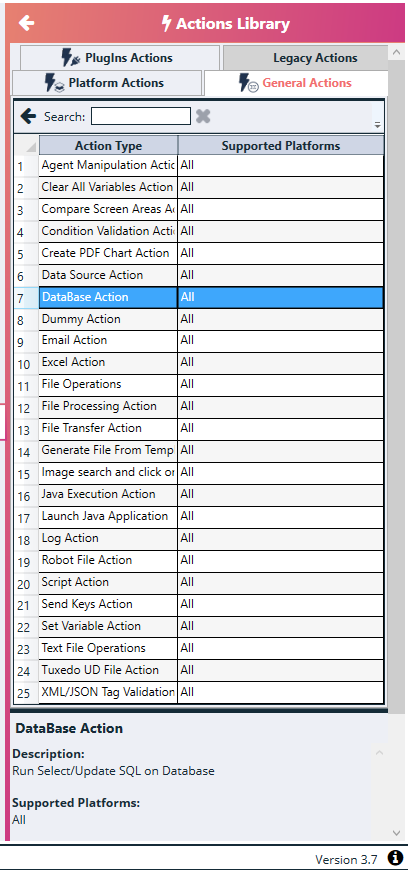 Actions Library
PlugIns Actions Legacy Actions
Platform Actions General Actions
Search:
Action Type Supported Platforms
1 Agent Manipulation Actic All
2 Clear All Variables Action All
3 Compare Screen Areas A All
4 Condition Validation Acti All
5 Create PDF Chart Action All
6 Data Source Action All
7 DataBase Action All
8 Dummy Action All
9 Email Action All
10 Excel Action All
11 File Operations All
12 File Processing Action All
13 File Transfer Action All
14 Generate File From Temp All
15 Image search and click or All
16 Java Execution Action All
17 Launch Java Application All
18 Log Action All
19 Robot File Action All
20 Script Action All
21 Send Keys Action All
22 Set Variable Action All
23 Text File Operations All
24 Tuxedo UD File Action All
25 XML/JSON Tag Validation All
DataBase Action
Description:
Run Select/Update SQL on Database
Supported Platforms:
All
Version 3.7